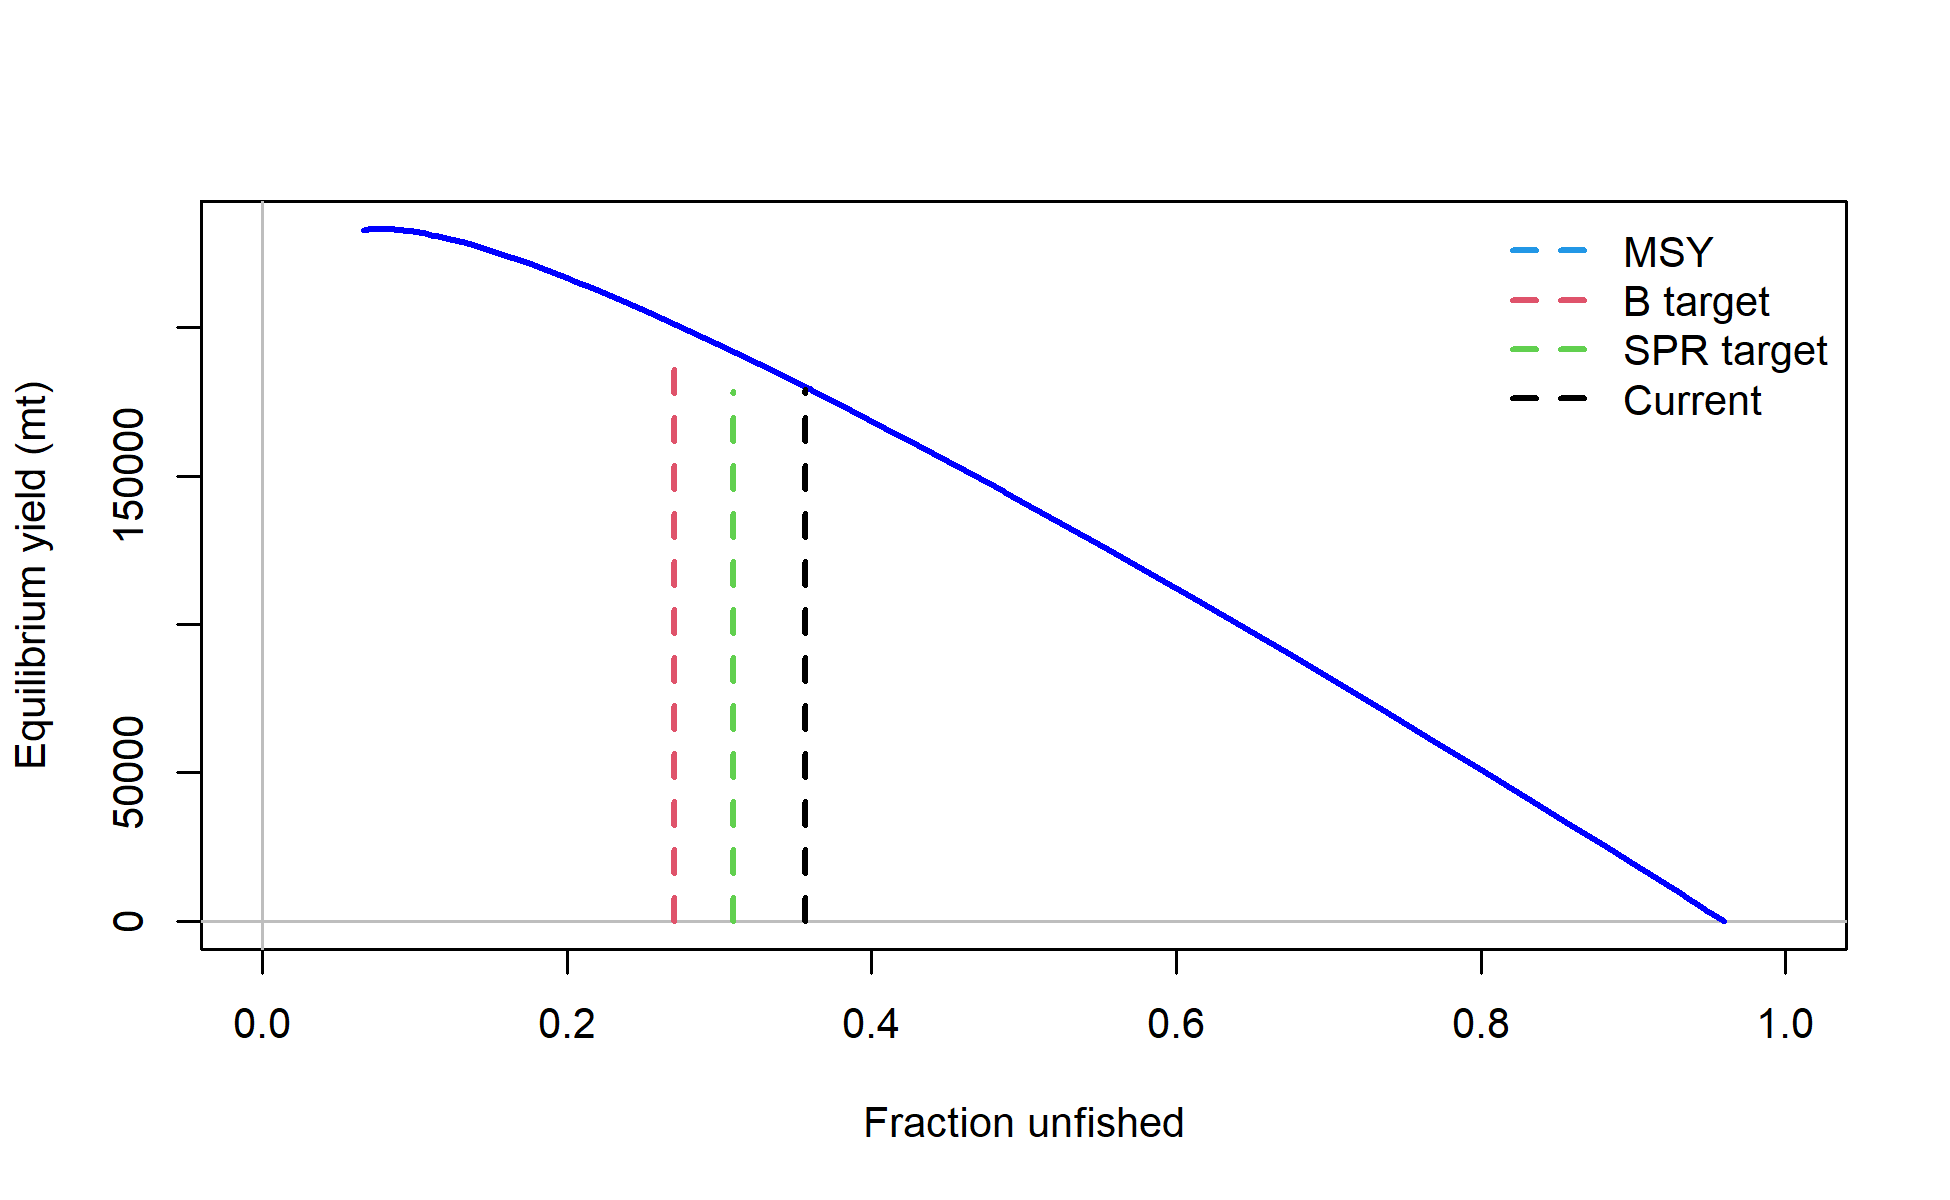 MSY
B target
SPR target
Current
Equilibrium yield (mt)
150000
50000
0
0.0 0.2 0.4 0.6 0.8 1.0
Fraction unfished